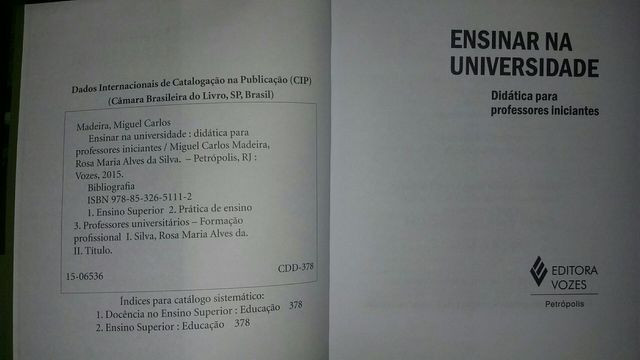 Dados Internacionais de Catalogação na Publicação (CIP)
(Câmara Brasileira do Livro, SP, Brasil)
Madeira, Miguel Carlos
Ensinar na universidade : didática para
professores iniciantes / Miguel Carlos Madeira,
Rosa Maria Alves da Silva. – Petrópolis, RJ :
Vozes, 2015.
Bibliografia
ISBN 978-85-326-5111-2
1. Ensino Superior 2. Prática de ensino
3. Professores universitários – Formação
profissional I. Silva, Rosa Maria Alves da.
II. Título.
15-06536
CDD-378
Índices para catálogo sistemático:
1. Docência no Ensino Superior : Educação 378
2. Ensino Superior : Educação 378
ENSINAR NA
UNIVERSIDADE
Didática para
professores iniciantes
EDITORA
VOZES
Petrópolis